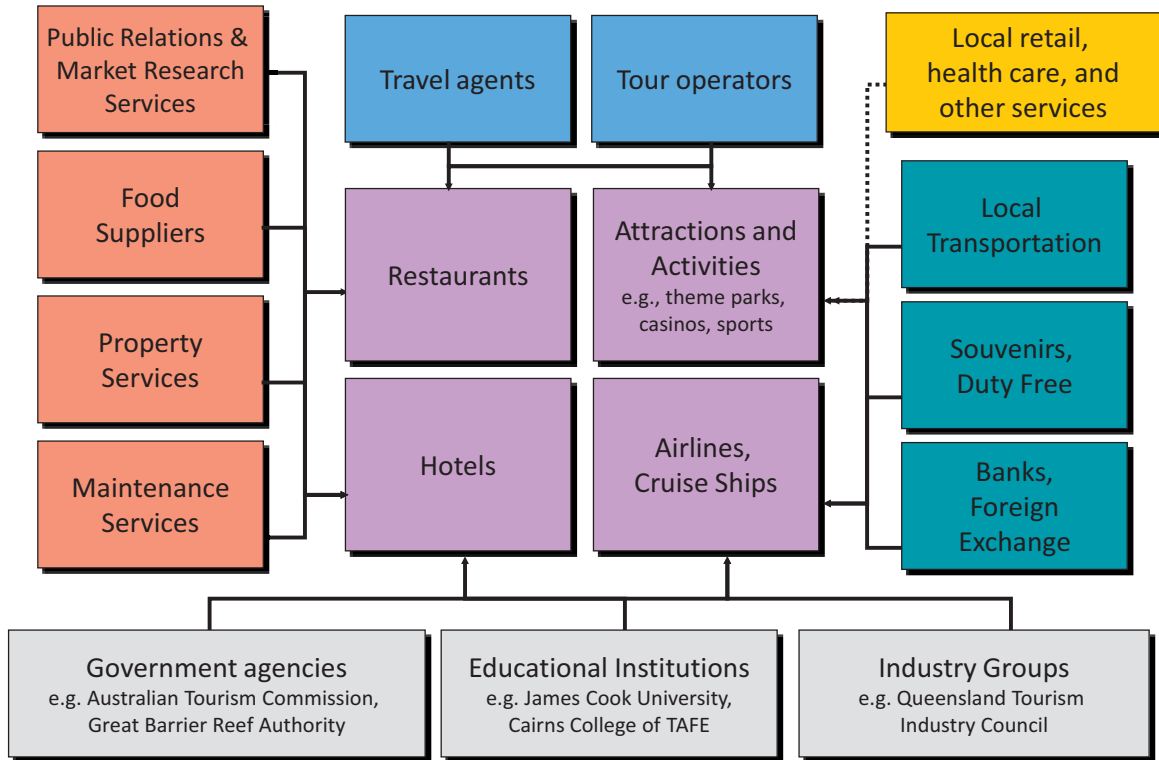 Public Relations &
Market Research
Services
Travel agents
Tour operators
Local retail,
health care, and
other services
Food
Suppliers
Restaurants
Attractions and
Activities
e.g., theme parks,
casinos, sports
Local
Transportation
Property
Services
Souvenirs,
Duty Free
Maintenance
Services
Hotels
Airlines,
Cruise Ships
Banks,
Foreign
Exchange
Government agencies
e.g. Australian Tourism Commission,
Great Barrier Reef Authority
Educational Institutions
e.g. James Cook University,
Cairns College of TAFE
Industry Groups
e.g. Queensland Tourism
Industry Council